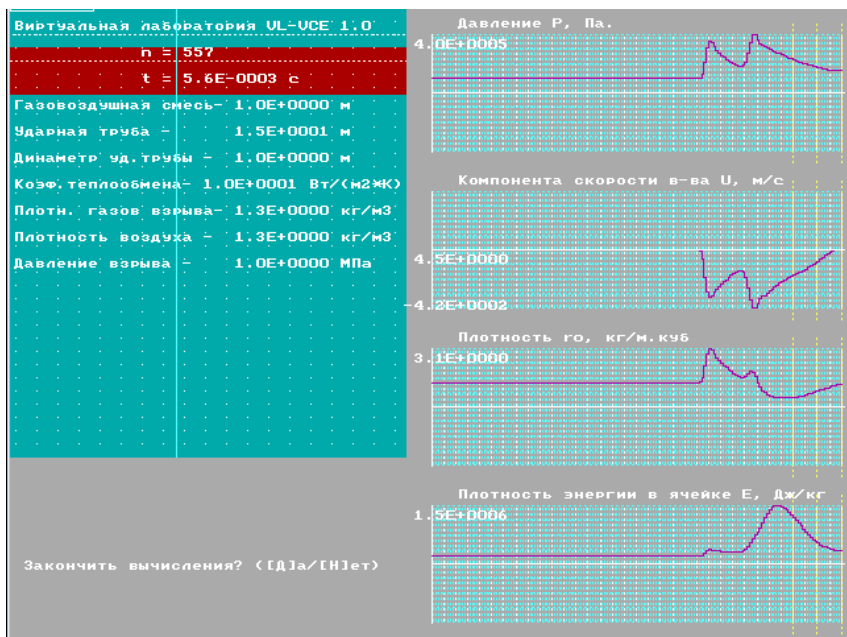 Виртуальная лаборатория VL-VCE 1.0
n = 557
t = 5.6E-0003 с
Газовоздушная смесь- 1.0E+0000 м
Ударная труба - 1.5E+0001 м
Динаметр уд.трубы - 1.0E+0000 м
Коэф.теплообмена- 1.0E+0001 Вт/(м2*К)
Плотн. газов взрыва- 1.3E+0000 кг/м3
Плотность воздуха - 1.3E+0000 кг/м3
Давление взрыва - 1.0E+0000 МПа
Закончить вычисления? ([Д]а/[Н]ет)
Давление P, Па.
4.0E+0005
Компонента скорости в-ва U, м/с
4.5E+0000
-4.2E+0002
Плотность ro, кг/м.куб
3.1E+0000
Плотность энергии в ячейке E, Дж/кг
1.5E+0006